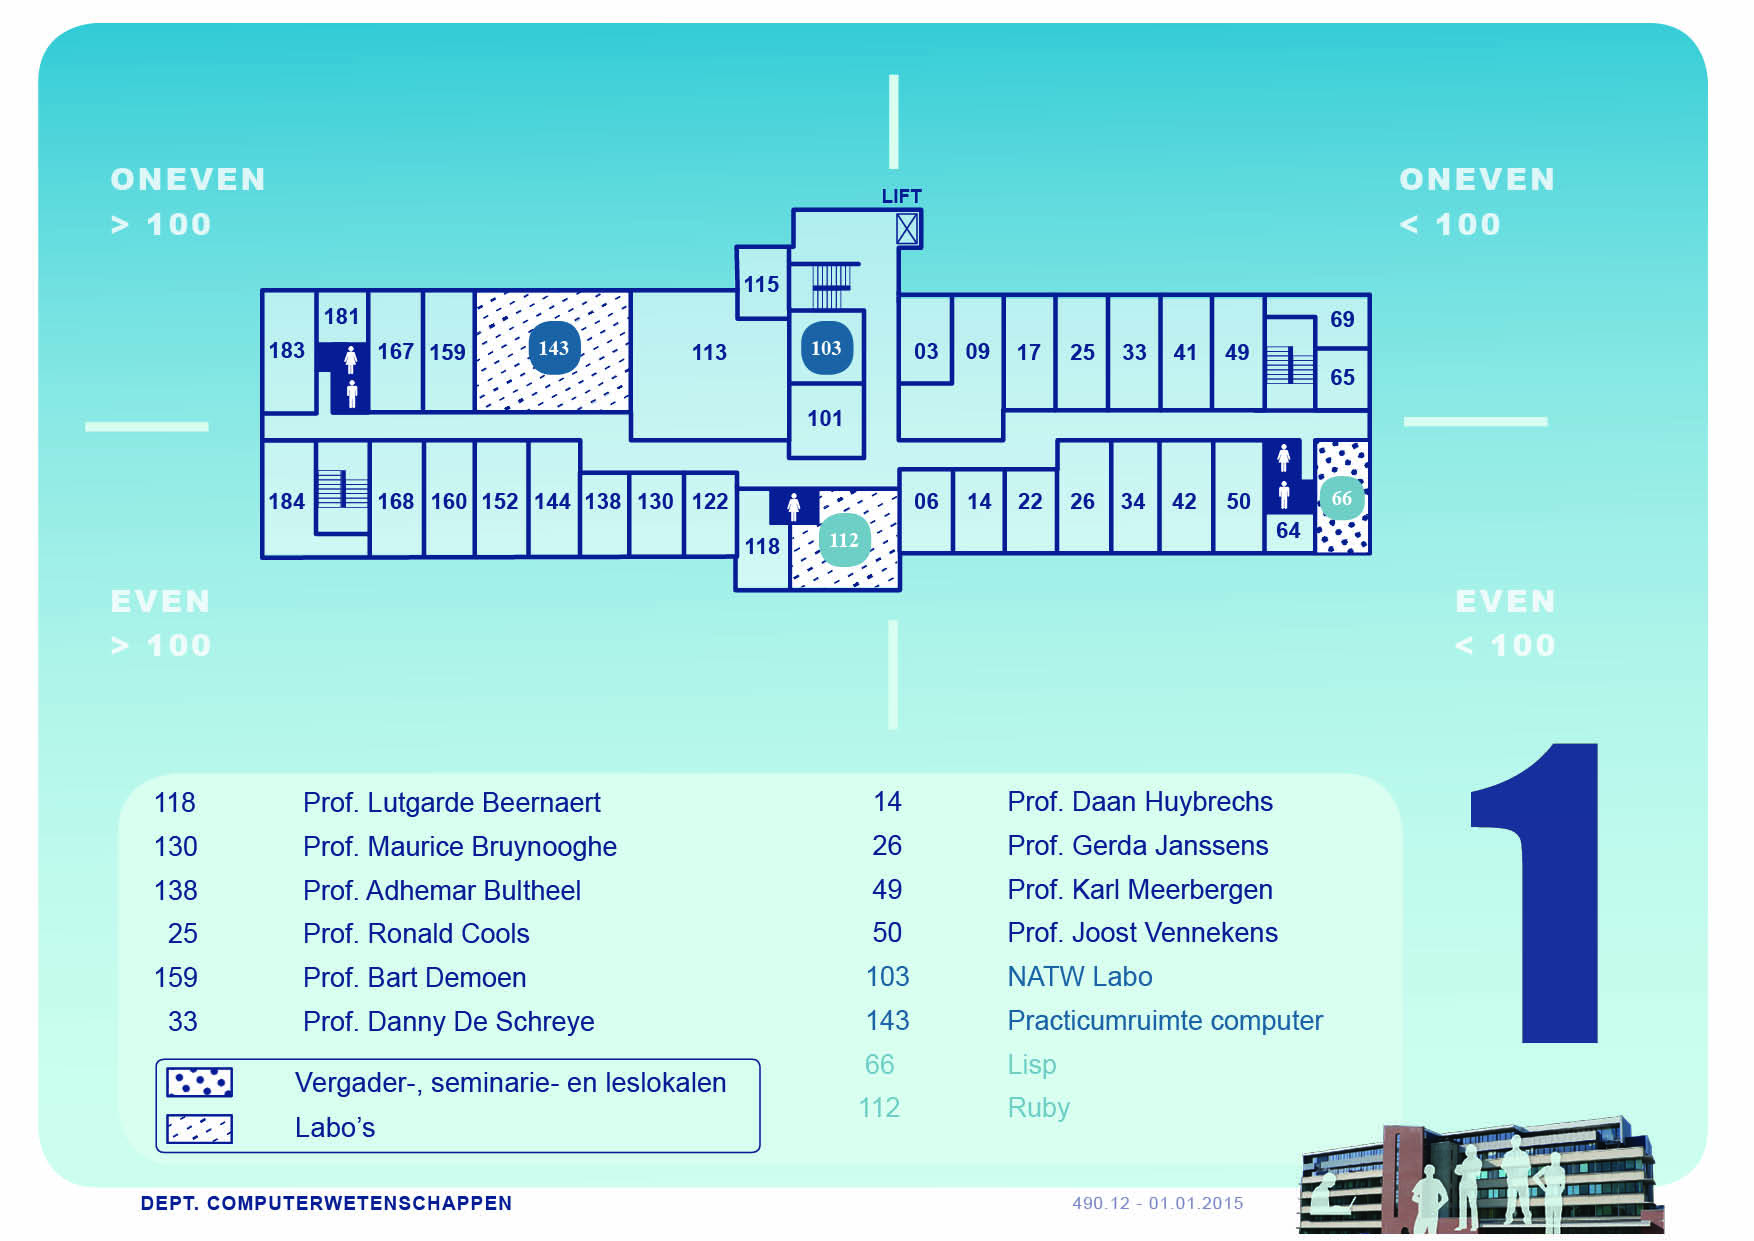 ONEVEN
> 100
ONEVEN
< 100
LIFT
115
181
183
167
159
143
113
103
101
03
09
17
25
33
41
49
69
65
184
168
160
152
144
138
130
122
118
112
06
14
22
26
34
42
50
64
66
EVEN
> 100
EVEN
< 100
118 Prof. Lutgarde Beernaert
130 Prof. Maurice Bruynooghe
138 Prof. Adhemar Bultheel
25 Prof. Ronald Cools
159 Prof. Bart Demoen
33 Prof. Danny De Schreye
Vergader-, seminarie- en leslokalen
Labo's
14 Prof. Daan Huybrechs
26 Prof. Gerda Janssens
49 Prof. Karl Meerbergen
50 Prof. Joost Vennekens
103 NATW Labo
143 Practicumruimte computer
66 Lisp
112 Ruby
1
DEPT. COMPUTERWETENSCHAPPEN
490.12 - 01.01.2015